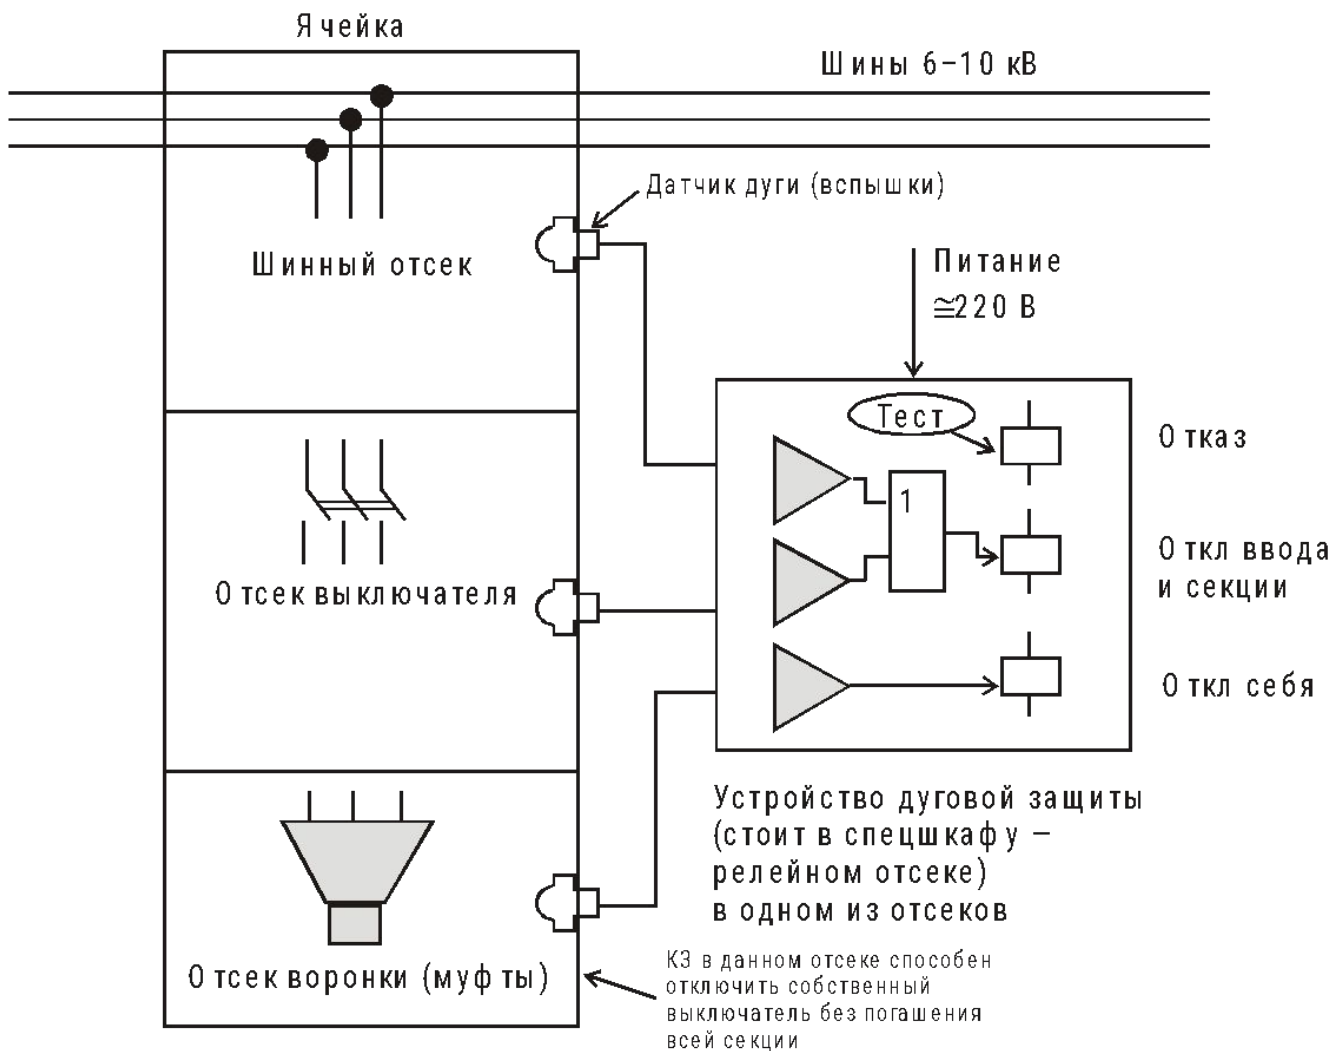 Ячейка
Шины 6–10 кВ
Датчик дуги (вспышки)
Шинный отсек
Питание
≅220 В
Тест
Отказ
1
Откл ввода
и секции
Отсек выключателя
Откл себя
Устройство дуговой защиты
(стоит в спецшкафу –
релейном отсеке)
в одном из отсеков
Отсек воронки (муфты)
КЗ в данном отсеке способен
отключить собственный
выключатель без погашения
всей секции